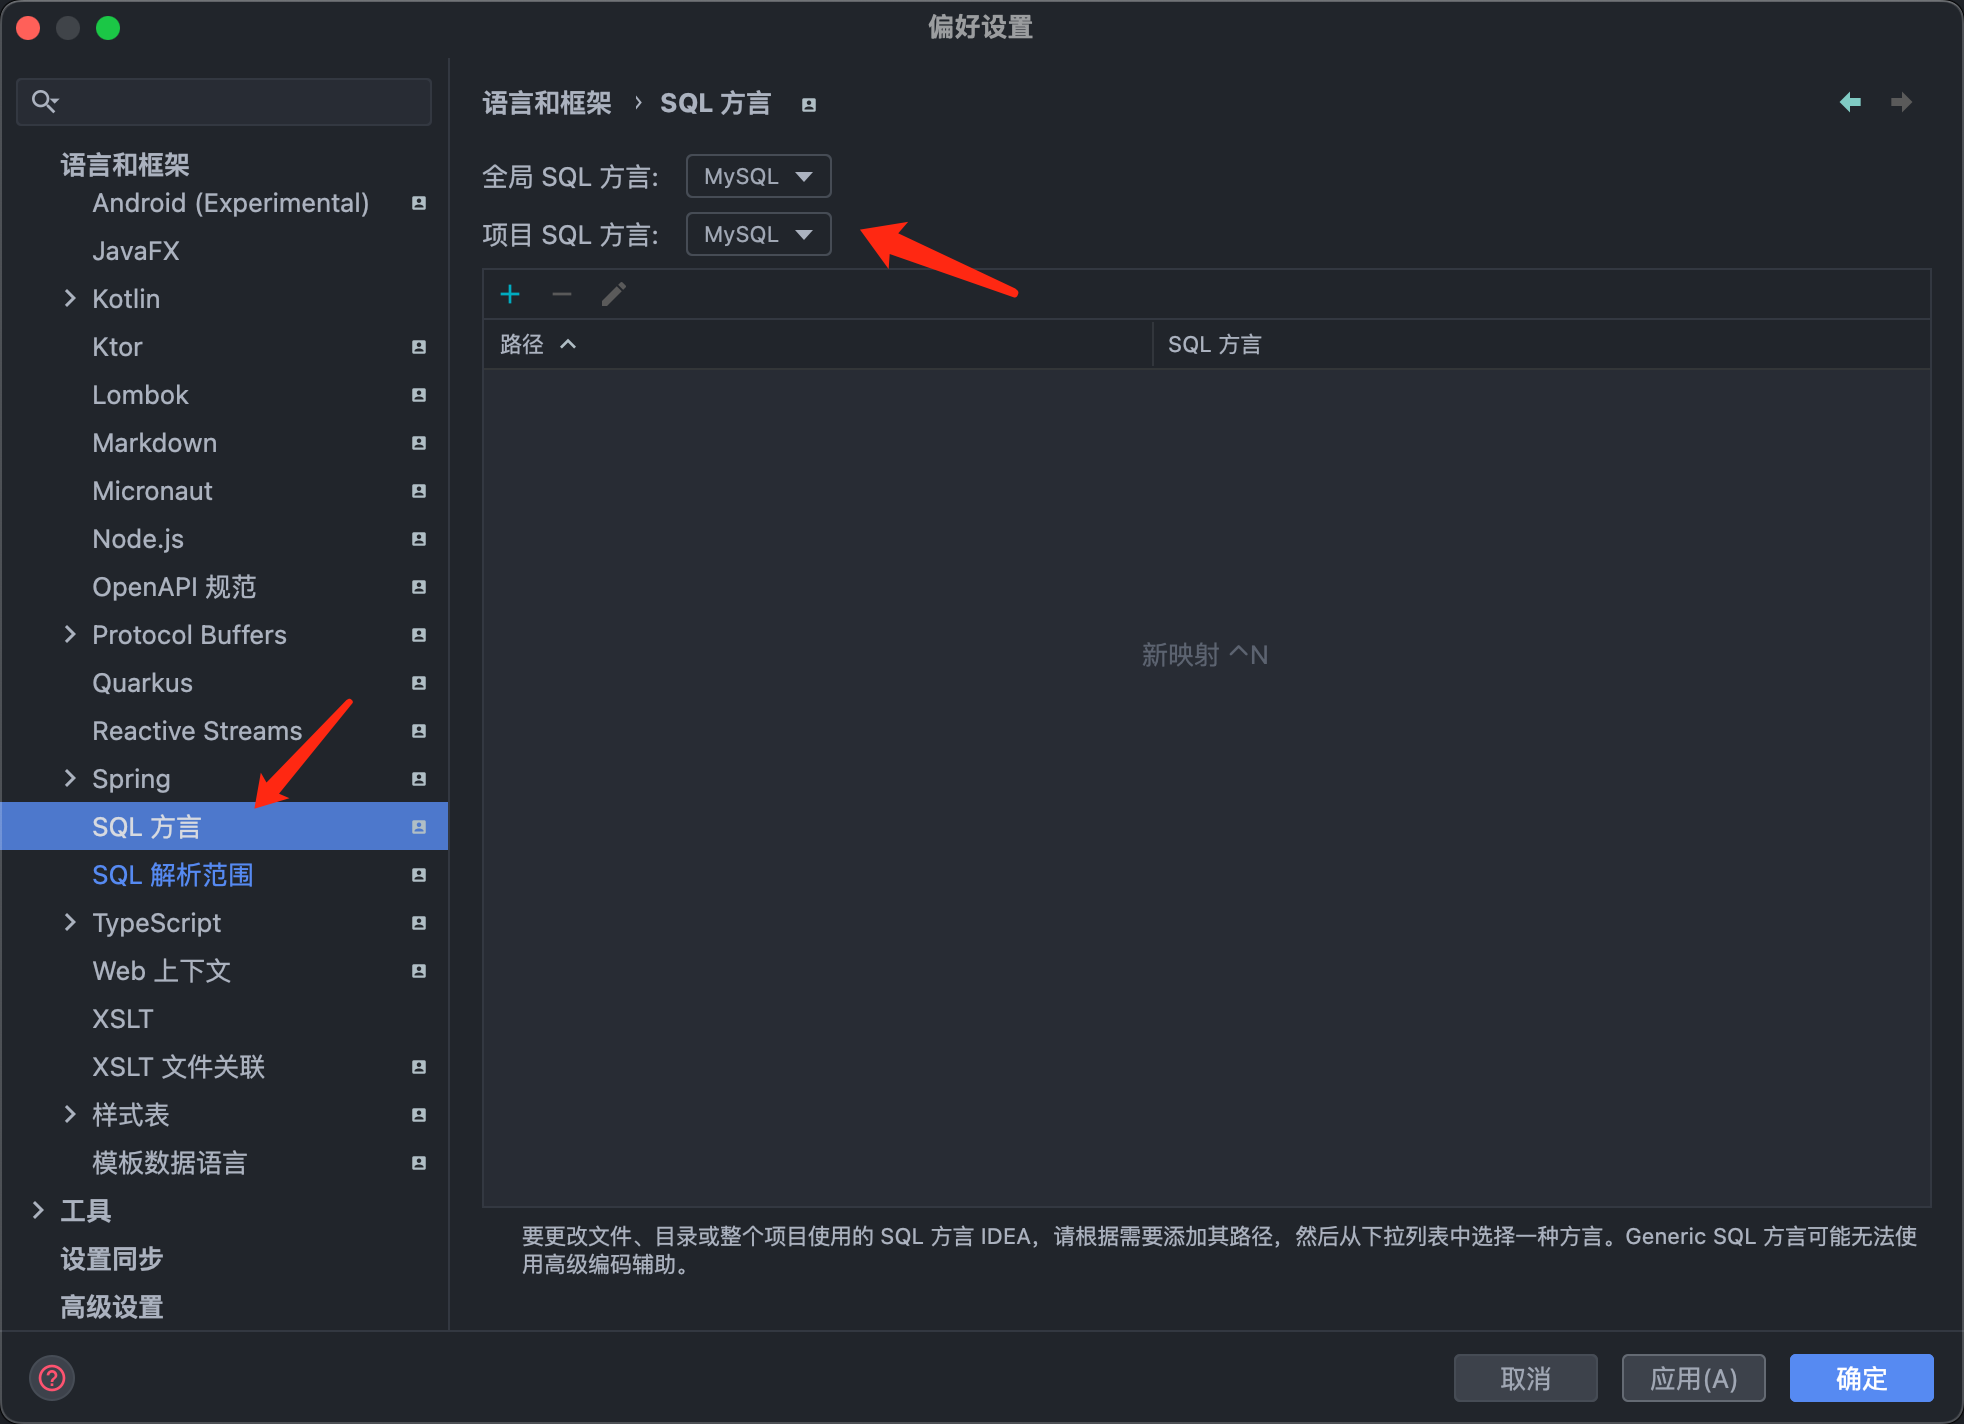 偏好设置
语言和框架
Android (Experimental)
JavaFX
Kotlin
Ktor
Lombok
Markdown
Micronaut
Node.js
OpenAPI 规范
Protocol Buffers
Quarkus
Reactive Streams
Spring
SQL 方言
SQL 解析范围
TypeScript
Web 上下文
XSLT
XSLT 文件关联
样式表
模板数据语言
工具
设置同步
高级设置
语言和框架 › SQL 方言
全局 SQL 方言: MySQL
项目 SQL 方言: MySQL
路径 SQL 方言
新映射 ^N
要更改文件、目录或整个项目使用的 SQL 方言 IDEA，请根据需要添加其路径，然后从下拉列表中选择一种方言。Generic SQL 方言可能无法使
用高级编码辅助。
?
取消 应用(A) 确定